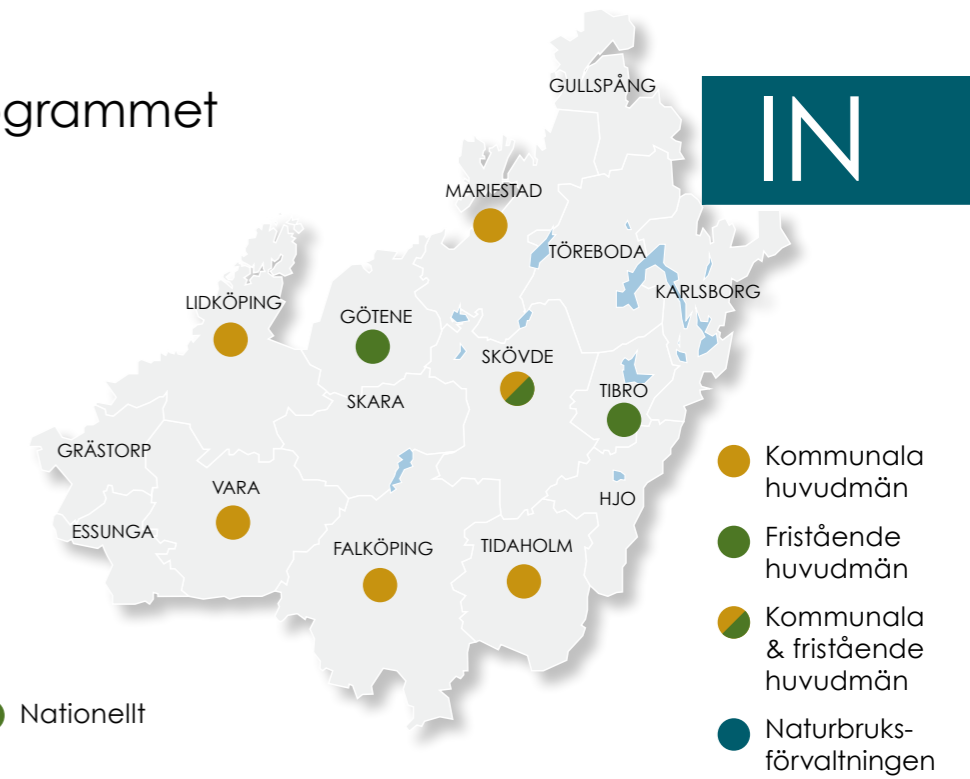 grammet
IN
GULLSPÅNG
MARIESTAD
TÖREBODA
KARLSBORG
LIDKÖPING
GÖTENE
SKÖVDE
TIBRO
SKARA
GRÄSTORP
VARA
HJO
ESSUNGA
FALKÖPING
TIDAHOLM
Kommunala
huvudmän
Fristående
huvudmän
Kommunala
& fristående
huvudmän
Naturbruks-
förvaltningen
Nationellt